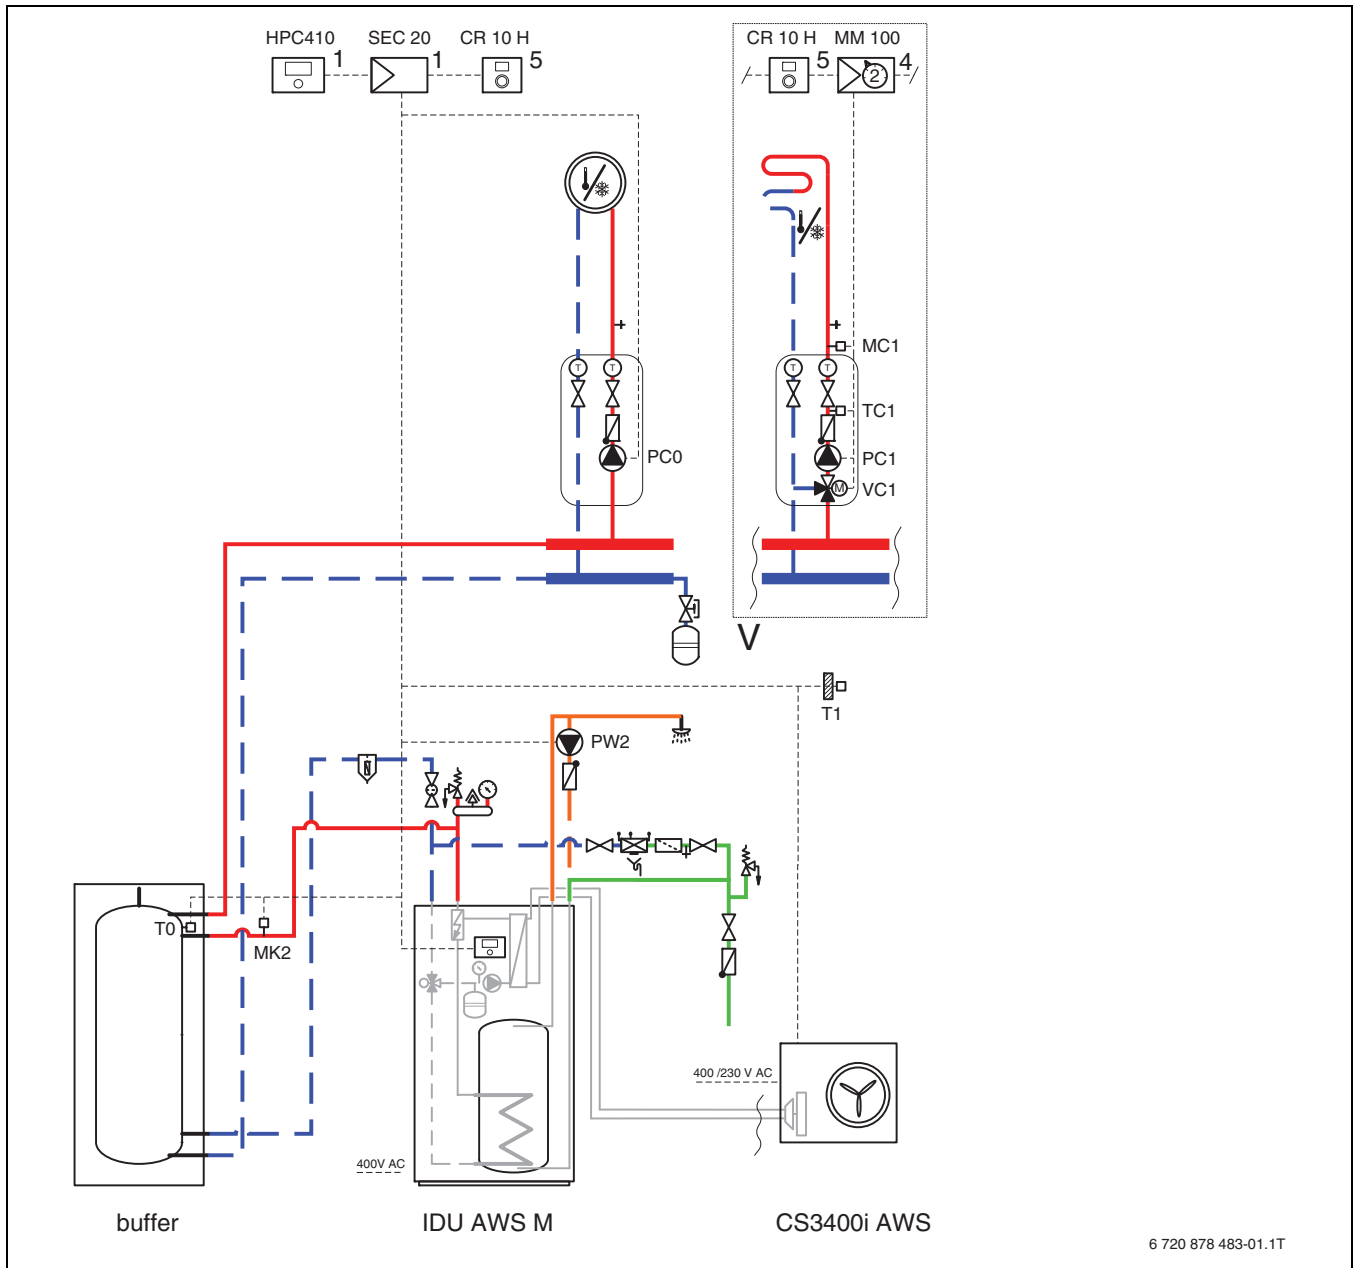 HPC410 SEC 20 CR 10 H
1 1 5
CR 10 H MM 100
5 2 4
MC1
T T T T
TC1
PC0
PC1
M
VC1
V
T1
PW2
T0
MK2
400 /230 V AC
400V AC
buffer
IDU AWS M
CS3400i AWS
6 720 878 483-01.1T